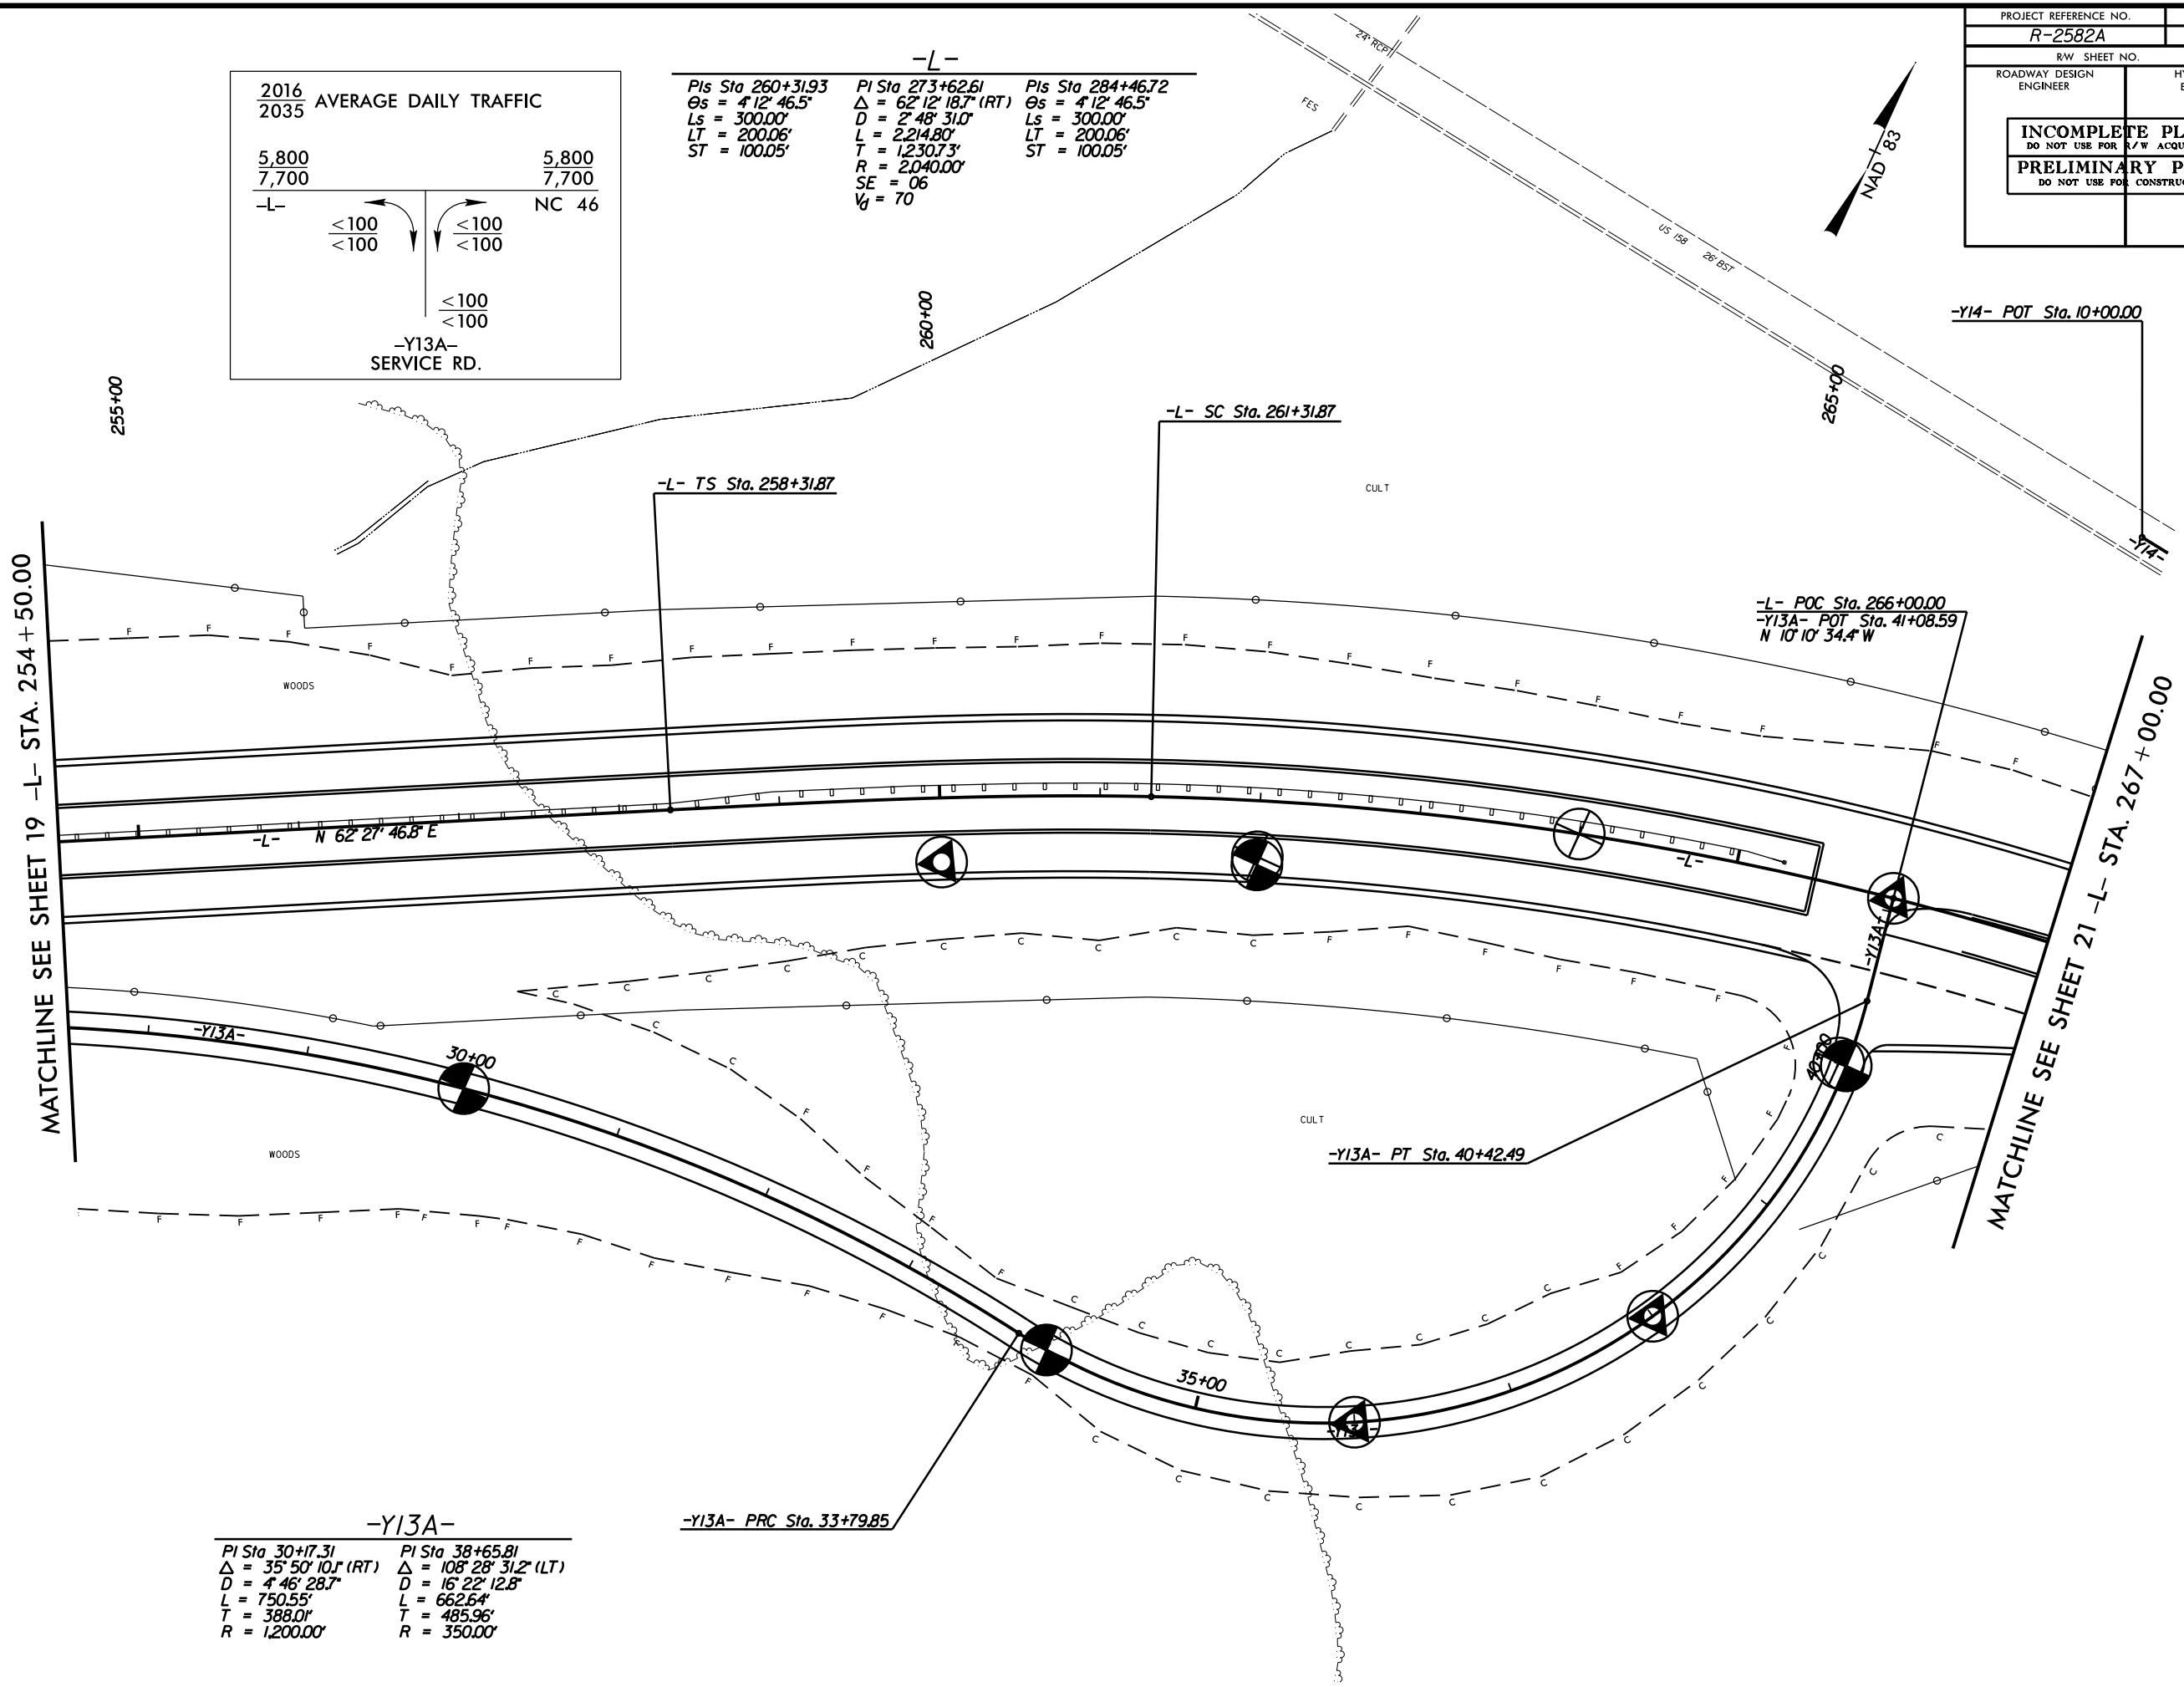 PROJECT REFERENCE NO.
R-2582A
RW SHEET NO.
ROADWAY DESIGN
ENGINEER
INCOMPLETE PL
DO NOT USE FOR R/W ACQU
PRELIMINARY P
DO NOT USE FOR CONSTRUC
NAD 83
2016
2035
AVERAGE DAILY TRAFFIC
5,800
7,700
5,800
7,700
-L-
NC 46
<100
<100
<100
<100
<100
<100
-Y13A-
SERVICE RD.
-L-
PIs Sta 260+31.93
Θs = 4° 12' 46.5"
Ls = 300.00'
LT = 200.06'
ST = 100.05'
PI Sta 273+62.61
Δ = 62° 12' 18.7" (RT)
D = 2° 48' 31.0"
L = 2,214.80'
T = 1,230.73'
R = 2,040.00'
SE = 06
Vd = 70
PIs Sta 284+46.72
Θs = 4° 12' 46.5"
Ls = 300.00'
LT = 200.06'
ST = 100.05'
24" RCP
FES
US 158
26' BST
-Y14- POT Sta. 10+00.00
-Y14-
255+00
260+00
265+00
-L- SC Sta. 261+31.87
-L- TS Sta. 258+31.87
CULT
-L- POC Sta. 266+00.00
-Y13A- POT Sta. 41+08.59
N 10° 10' 34.4" W
MATCHLINE SEE SHEET 19 -L- STA. 254+50.00
MATCHLINE SEE SHEET 21 -L- STA. 267+00.00
WOODS
-L-
N 62° 27' 46.8" E
-L-
-Y13A-
-Y13A-
30+00
40+00
WOODS
CULT
-Y13A- PT Sta. 40+42.49
35+00
-Y13A-
-Y13A- PRC Sta. 33+79.85
-Y13A-
PI Sta 30+17.31
Δ = 35° 50' 10.1" (RT)
D = 4° 46' 28.7"
L = 750.55'
T = 388.01'
R = 1,200.00'
PI Sta 38+65.81
Δ = 108° 28' 31.2" (LT)
D = 16° 22' 12.8"
L = 662.64'
T = 485.96'
R = 350.00'